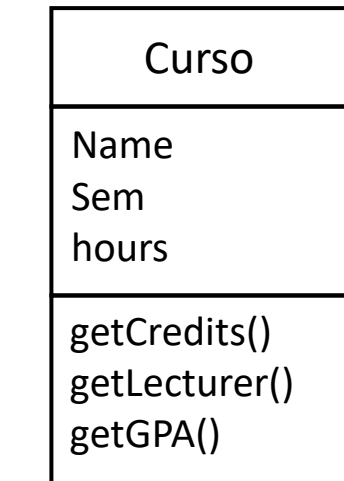 Curso
Name
Sem
hours
getCredits()
getLecturer()
getGPA()